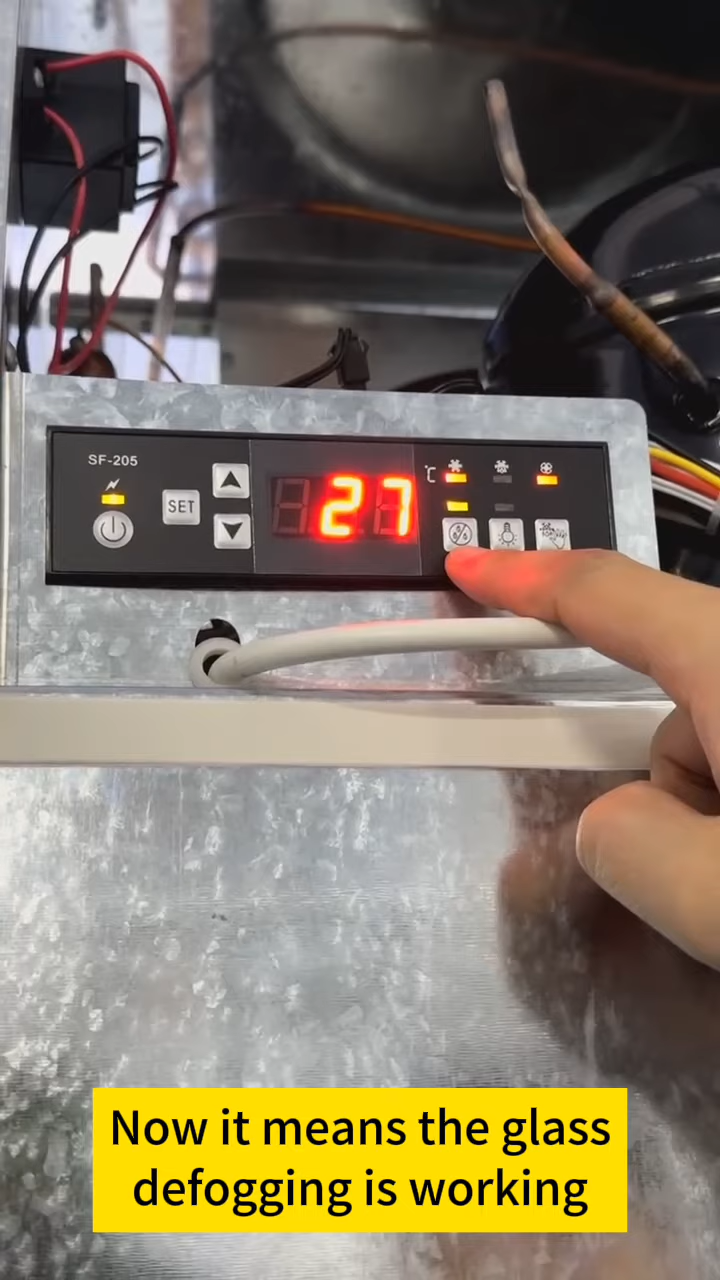 SF-205
SET
27
℃
Now it means the glass
defogging is working